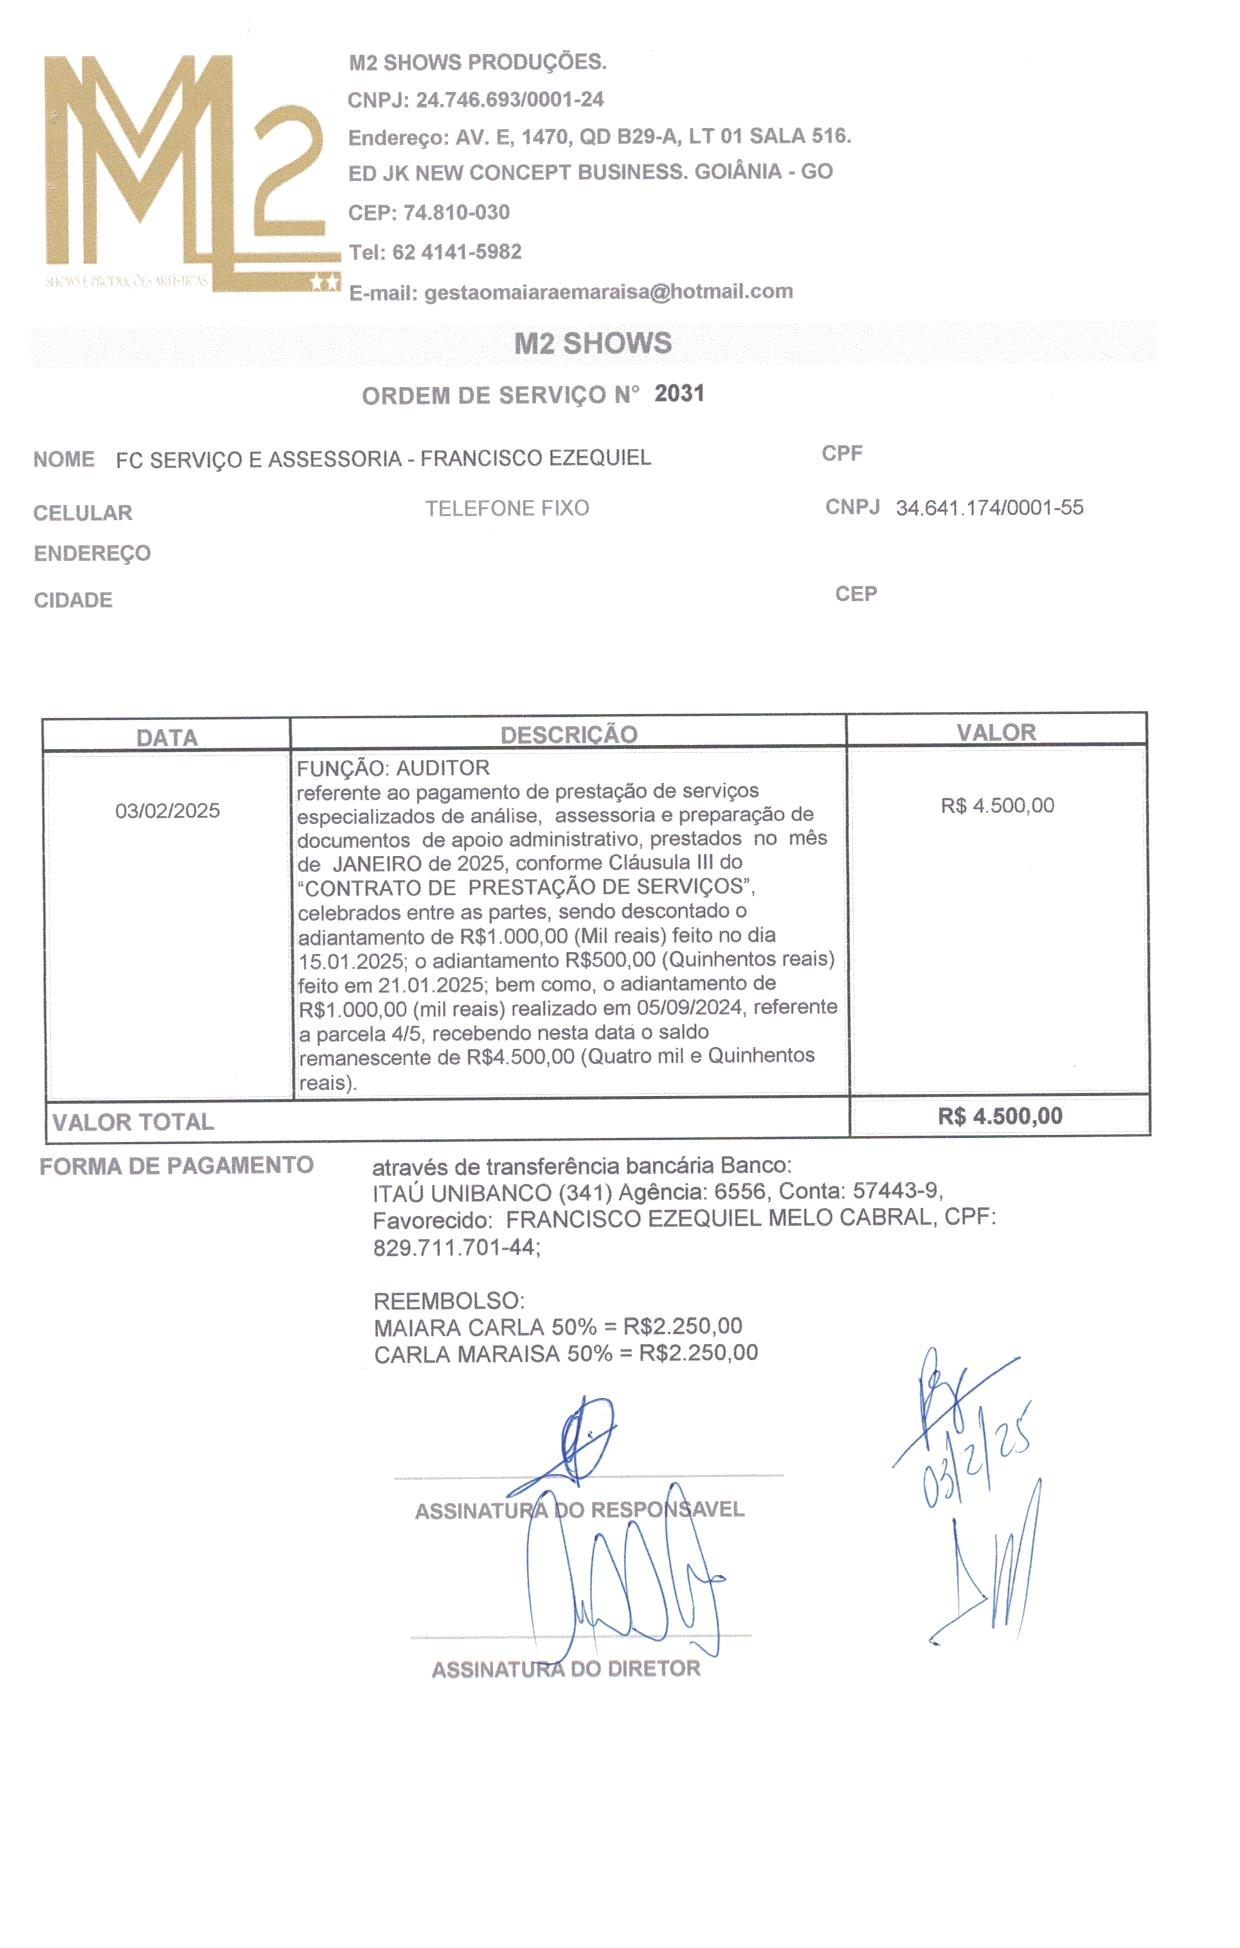 M2
SHOWS E PRODUÇÕES ARTÍSTICAS
M2 SHOWS PRODUÇÕES.
CNPJ: 24.746.693/0001-24
Endereço: AV. E, 1470, QD B29-A, LT 01 SALA 516.
ED JK NEW CONCEPT BUSINESS. GOIÂNIA - GO
CEP: 74.810-030
Tel: 62 4141-5982
E-mail: gestaomaiaraemaraisa@hotmail.com
M2 SHOWS
ORDEM DE SERVIÇO N° 2031
NOME FC SERVIÇO E ASSESSORIA - FRANCISCO EZEQUIEL CPF
CELULAR TELEFONE FIXO CNPJ 34.641.174/0001-55
ENDEREÇO
CIDADE CEP
DATA DESCRIÇÃO VALOR
FUNÇÃO: AUDITOR
03/02/2025 referente ao pagamento de prestação de serviços R$ 4.500,00
especializados de análise, assessoria e preparação de
documentos de apoio administrativo, prestados no mês
de JANEIRO de 2025, conforme Cláusula III do
“CONTRATO DE PRESTAÇÃO DE SERVIÇOS”,
celebrados entre as partes, sendo descontado o
adiantamento de R$1.000,00 (Mil reais) feito no dia
15.01.2025; o adiantamento R$500,00 (Quinhentos reais)
feito em 21.01.2025; bem como, o adiantamento de
R$1.000,00 (mil reais) realizado em 05/09/2024, referente
a parcela 4/5, recebendo nesta data o saldo
remanescente de R$4.500,00 (Quatro mil e Quinhentos
reais).
VALOR TOTAL R$ 4.500,00
FORMA DE PAGAMENTO através de transferência bancária Banco:
ITAÚ UNIBANCO (341) Agência: 6556, Conta: 57443-9,
Favorecido: FRANCISCO EZEQUIEL MELO CABRAL, CPF:
829.711.701-44;
REEMBOLSO:
MAIARA CARLA 50% = R$2.250,00
CARLA MARAISA 50% = R$2.250,00
03/2/25
ASSINATURA DO RESPONSAVEL
ASSINATURA DO DIRETOR